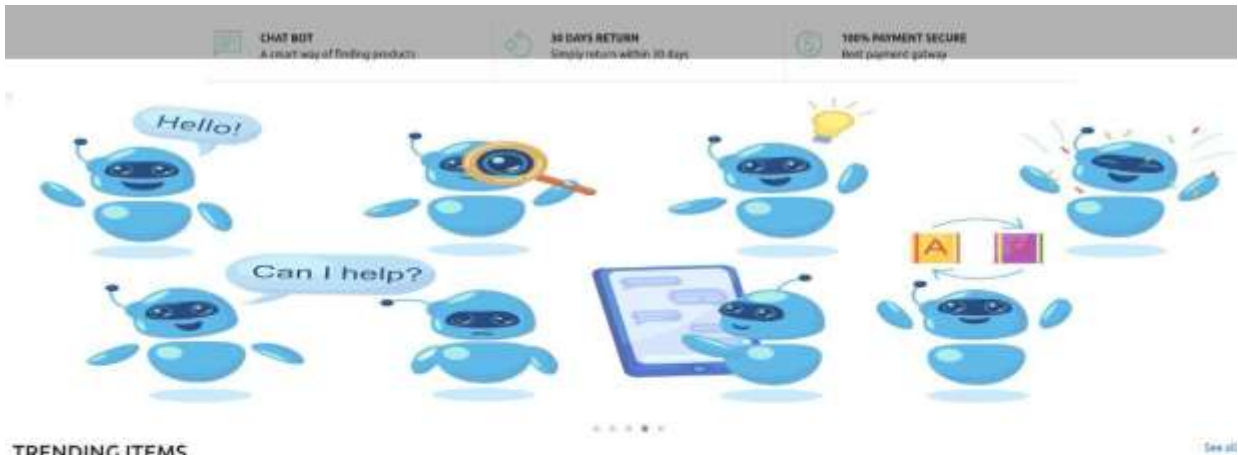 CHAT BOT
A smart way of finding products
30 DAYS RETURN
Simply return within 30 days
100% PAYMENT SECURE
Best payment gatway
Hello!
Can I help?
A
TRENDING ITEMS
See all